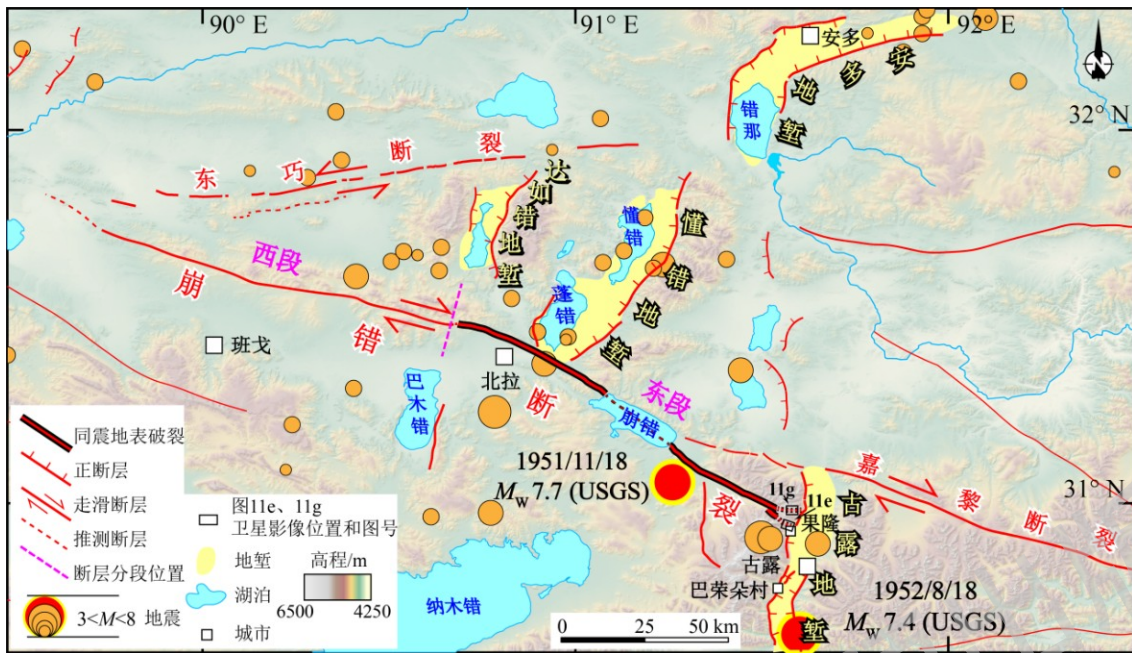 90° E
91° E
92° E
N
32° N
31° N
安多
安多地堑
错那
东巧断裂
达如错地堑
懂错
懂错地堑
蓬错
西段
崩错断裂
班戈
北拉
巴木错
东段
崩错
1951/11/18
Mw 7.7 (USGS)
嘉黎断裂
11g
11e
果隆
古露
古露地堑
巴荣朵村
1952/8/18
Mw 7.4 (USGS)
纳木错
0 25 50 km
同震地表破裂
正断层
走滑断层
推测断层
断层分段位置
3<M<8 地震
图11e、11g
卫星影像位置和图号
地堑
高程/m
6500 4250
湖泊
城市